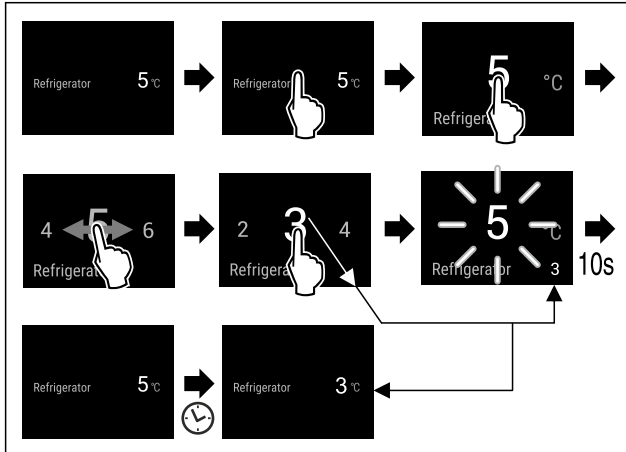 Refrigerator 5 °C
Refrigerator 5 °C
5 °C
Refrigerator
4 5 6
Refrigerator
2 3 4
Refrigerator
5 °C
Refrigerator 3
10s
Refrigerator 5 °C
Refrigerator 3 °C